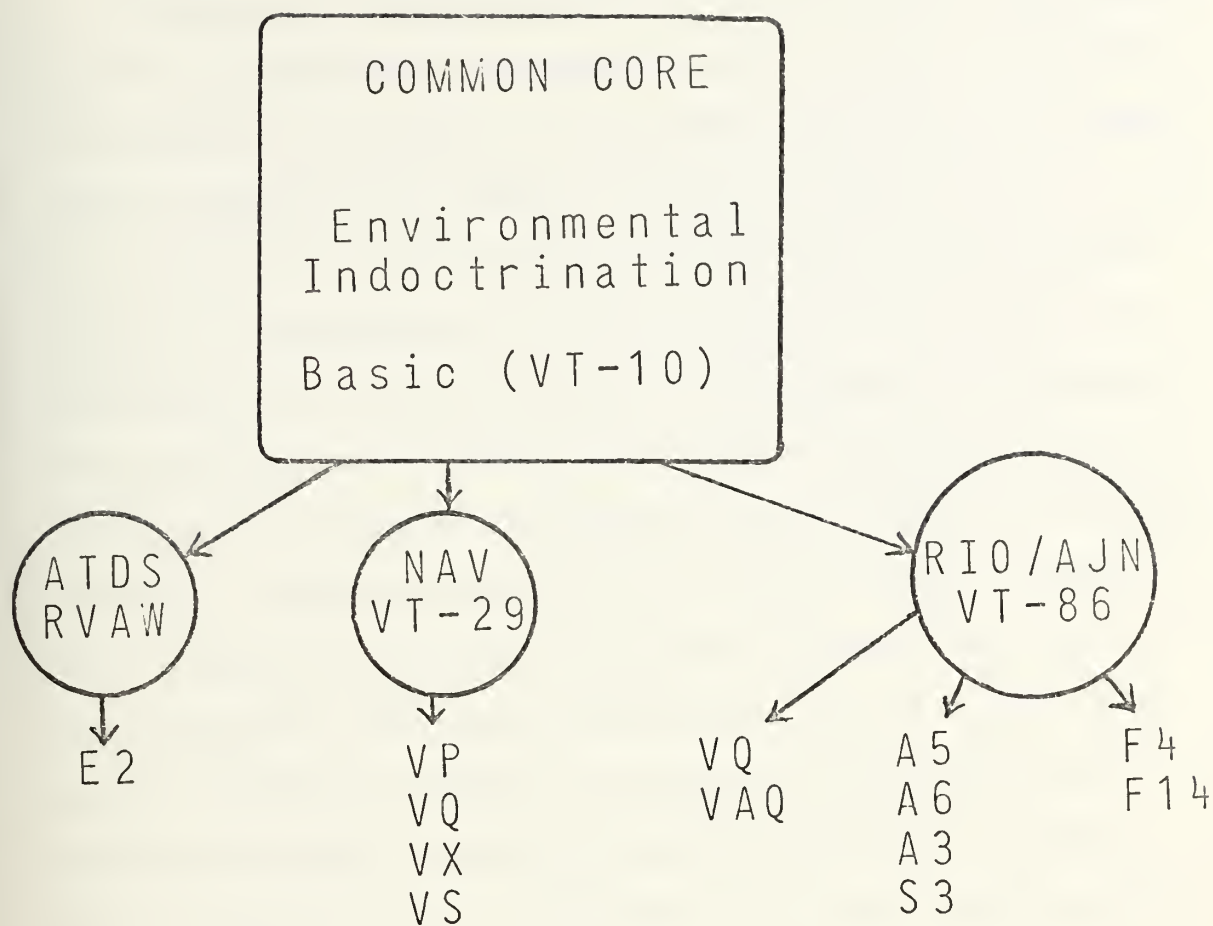 COMMON CORE
Environmental
Indoctrination
Basic (VT-10)
ATDS
RVAW
NAV
VT-29
RIO/AJN
VT-86
E2
VP
VQ
VX
VS
VQ
VAQ
A5
A6
A3
S3
F4
F14